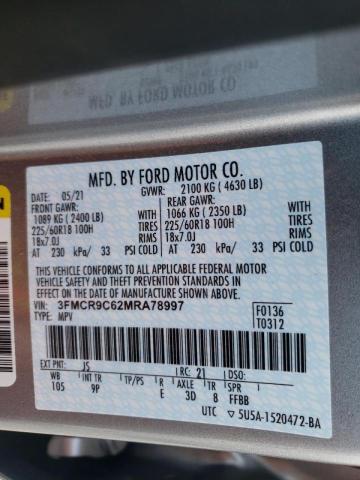 MFD. BY FORD MOTOR CO.
MFD. BY FORD MOTOR CO.
DATE: 05/21 GVWR: 2100 KG ( 4630 LB)
FRONT GAWR: REAR GAWR:
1089 KG ( 2400 LB) 1066 KG ( 2350 LB)
225/60R18 100H TIRES 225/60R18 100H
18x7.0J RIMS 18x7.0J
AT 230 kPa/ 33 PSI COLD AT 230 kPa/ 33 PSI COLD
THIS VEHICLE CONFORMS TO ALL APPLICABLE FEDERAL MOTOR
VEHICLE SAFETY AND THEFT PREVENTION STANDARDS IN EFFECT ON THE DATE OF MANUFACTURE SHOWN ABOVE.
VIN: 3FMCR9C62MRA78997
TYPE: MPV
F0136
T0312
EXT PNT: JS RC: 21 DSO:
WB INT TR TP/PS R AXLE TR SPR
105 9P E 3D 8 FFBB
UTC 5U5A-1520472-BA